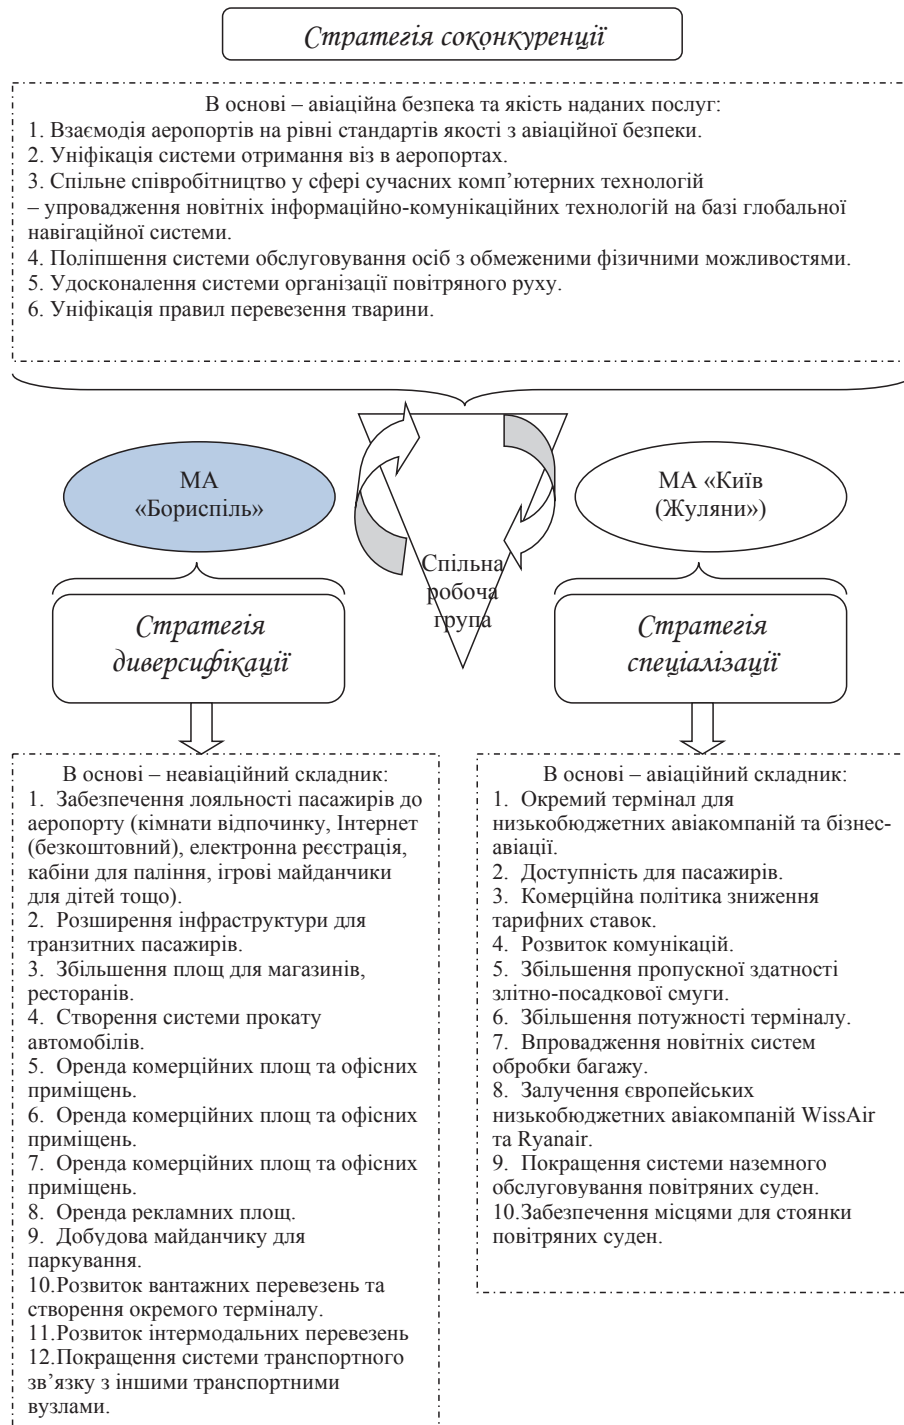 Стратегія соконкуренції
В основі – авіаційна безпека та якість наданих послуг:
1. Взаємодія аеропортів на рівні стандартів якості з авіаційної безпеки.
2. Уніфікація системи отримання віз в аеропортах.
3. Спільне співробітництво у сфері сучасних комп’ютерних технологій
– упровадження новітніх інформаційно-комунікаційних технологій на базі глобальної
навігаційної системи.
4. Поліпшення системи обслуговування осіб з обмеженими фізичними можливостями.
5. Удосконалення системи організації повітряного руху.
6. Уніфікація правил перевезення тварини.
МА
«Бориспіль»
МА «Київ
(Жуляни»)
Спільна
робоча
група
Стратегія
диверсифікації
Стратегія
спеціалізації
В основі – неавіаційний складник:
1. Забезпечення лояльності пасажирів до
аеропорту (кімнати відпочинку, Інтернет
(безкоштовний), електронна реєстрація,
кабіни для паління, ігрові майданчики
для дітей тощо).
2. Розширення інфраструктури для
транзитних пасажирів.
3. Збільшення площ для магазинів,
ресторанів.
4. Створення системи прокату
автомобілів.
5. Оренда комерційних площ та офісних
приміщень.
6. Оренда комерційних площ та офісних
приміщень.
7. Оренда комерційних площ та офісних
приміщень.
8. Оренда рекламних площ.
9. Добудова майданчику для
паркування.
10.Розвиток вантажних перевезень та
створення окремого терміналу.
11.Розвиток інтермодальних перевезень
12.Покращення системи транспортного
зв’язку з іншими транспортними
вузлами.
В основі – авіаційний складник:
1. Окремий термінал для
низькобюджетних авіакомпаній та бізнес-
авіації.
2. Доступність для пасажирів.
3. Комерційна політика зниження
тарифних ставок.
4. Розвиток комунікацій.
5. Збільшення пропускної здатності
злітно-посадкової смуги.
6. Збільшення потужності терміналу.
7. Впровадження новітніх систем
обробки багажу.
8. Залучення європейських
низькобюджетних авіакомпаній WissAir
та Ryanair.
9. Покращення системи наземного
обслуговування повітряних суден.
10.Забезпечення місцями для стоянки
повітряних суден.